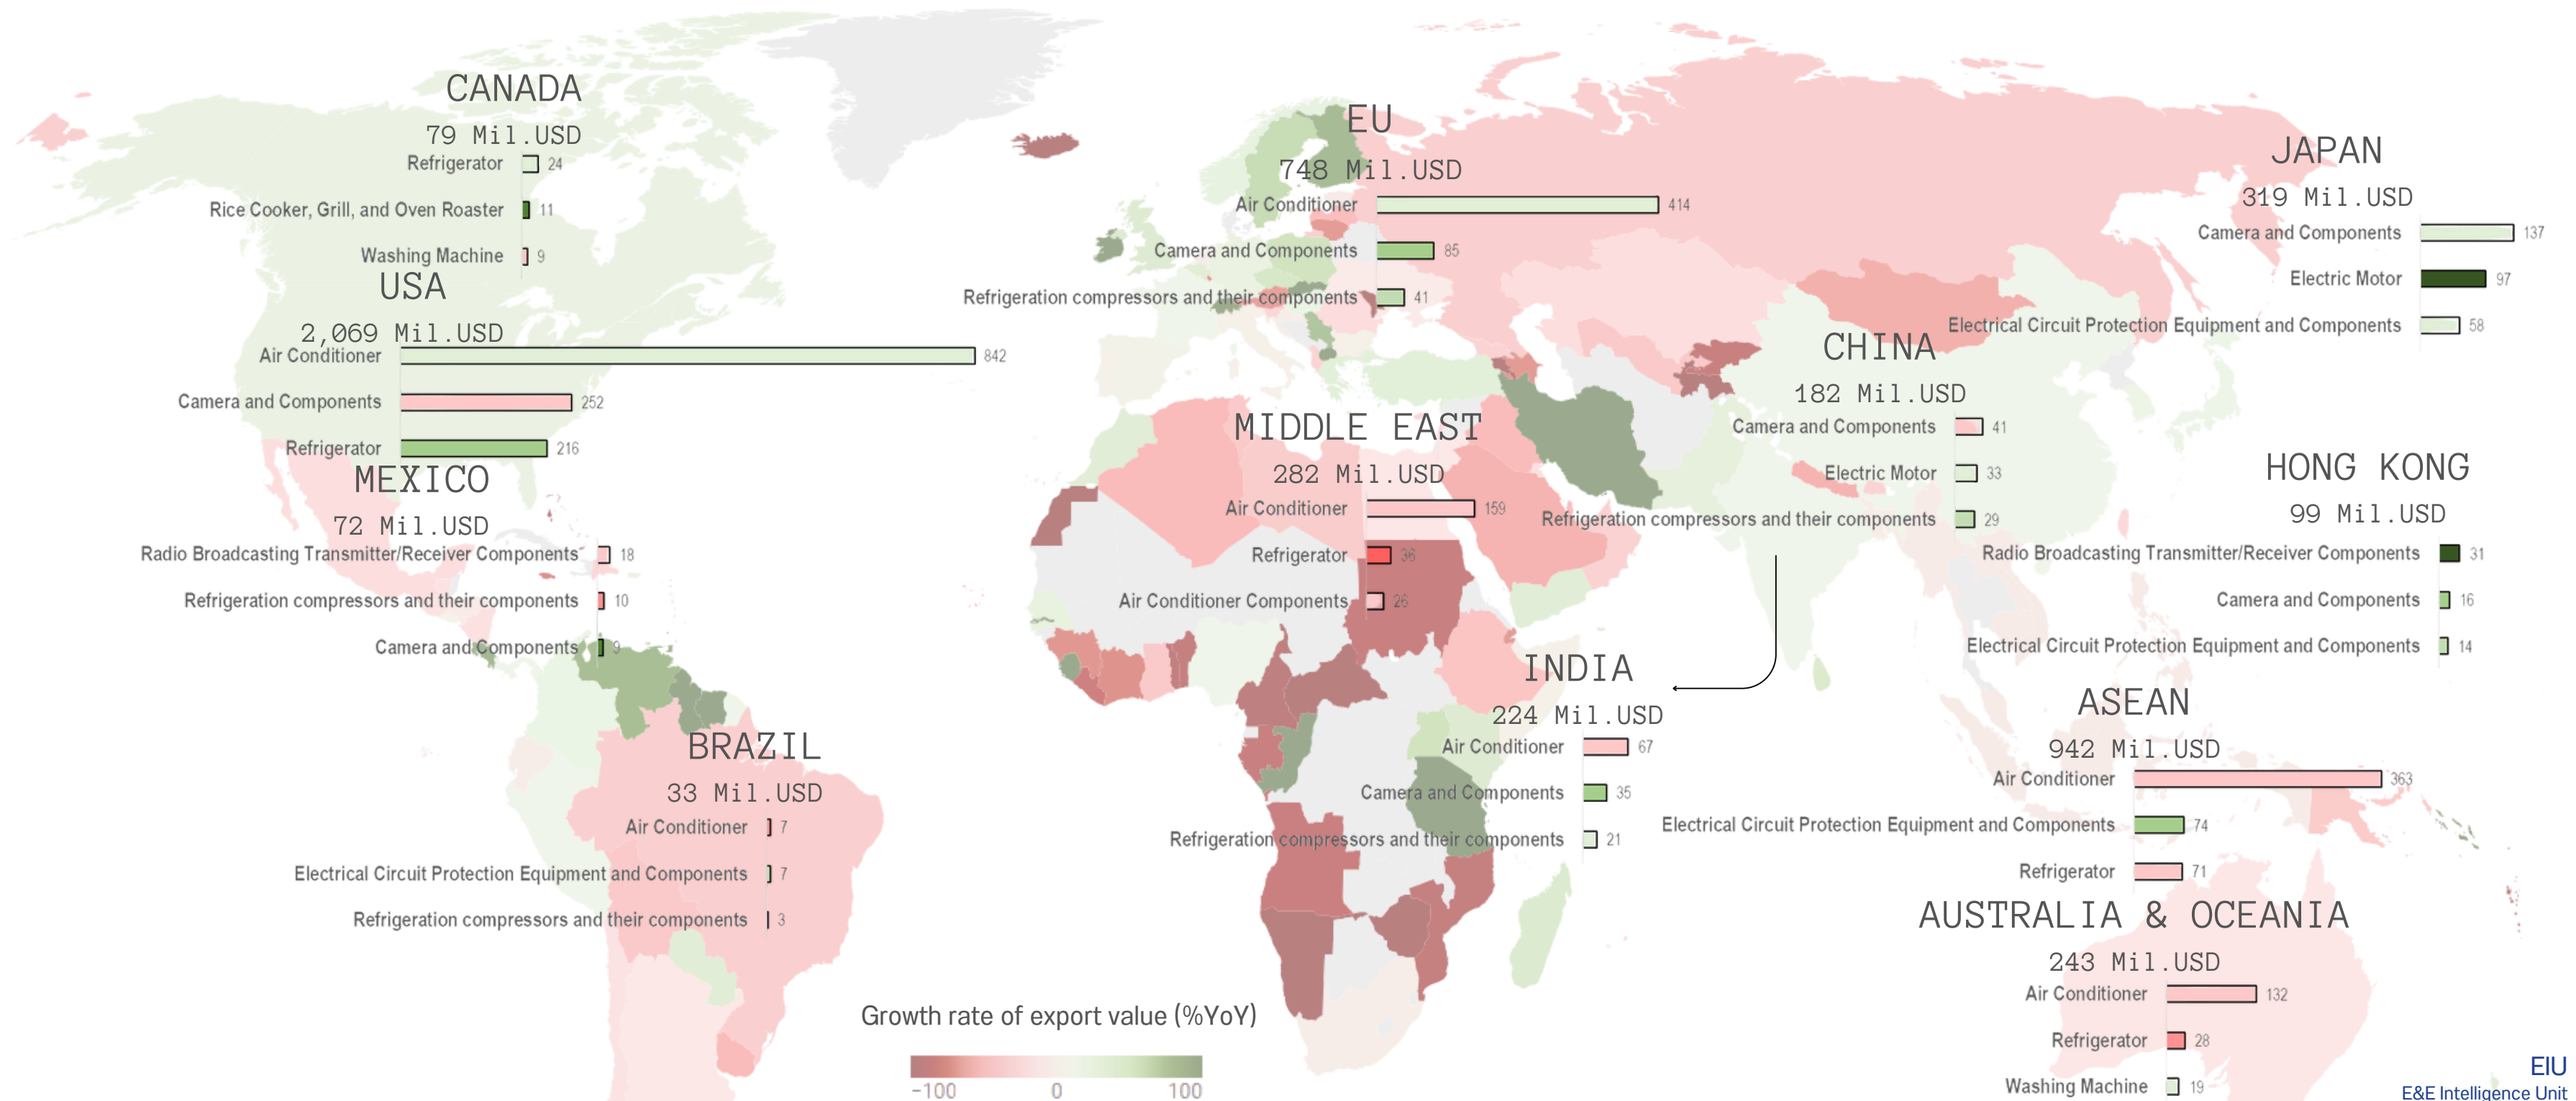 CANADA
79 Mil.USD
Refrigerator 24
Rice Cooker, Grill, and Oven Roaster 11
Washing Machine 9
USA
2,069 Mil.USD
Air Conditioner 842
Camera and Components 252
Refrigerator 216
MEXICO
72 Mil.USD
Radio Broadcasting Transmitter/Receiver Components 18
Refrigeration compressors and their components 10
Camera and Components 9
BRAZIL
33 Mil.USD
Air Conditioner 7
Electrical Circuit Protection Equipment and Components 7
Refrigeration compressors and their components 3
EU
748 Mil.USD
Air Conditioner 414
Camera and Components 85
Refrigeration compressors and their components 41
MIDDLE EAST
282 Mil.USD
Air Conditioner 159
Refrigerator 36
Air Conditioner Components 26
INDIA
224 Mil.USD
Air Conditioner 67
Camera and Components 35
Refrigeration compressors and their components 21
CHINA
182 Mil.USD
Camera and Components 41
Electric Motor 33
Refrigeration compressors and their components 29
JAPAN
319 Mil.USD
Camera and Components 137
Electric Motor 97
Electrical Circuit Protection Equipment and Components 58
HONG KONG
99 Mil.USD
Radio Broadcasting Transmitter/Receiver Components 31
Camera and Components 16
Electrical Circuit Protection Equipment and Components 14
ASEAN
942 Mil.USD
Air Conditioner 363
Electrical Circuit Protection Equipment and Components 74
Refrigerator 71
AUSTRALIA & OCEANIA
243 Mil.USD
Air Conditioner 132
Refrigerator 28
Washing Machine 19
Growth rate of export value (%YoY)
-100 0 100
EIU
E&E Intelligence Unit